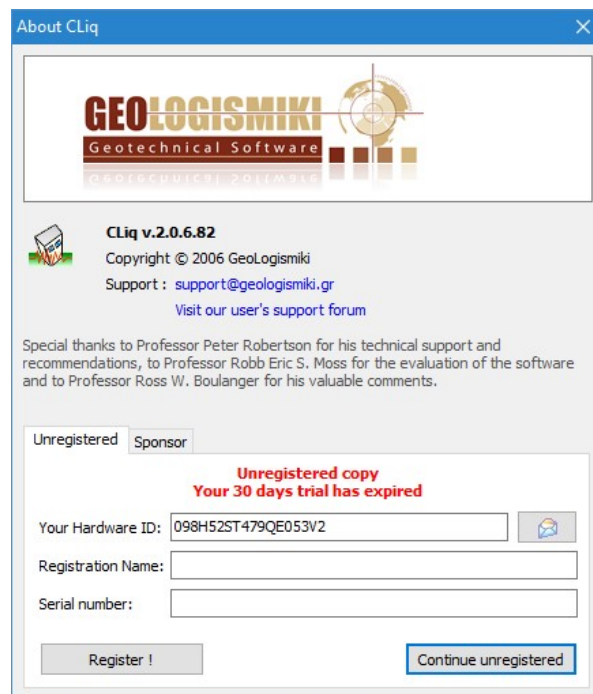 About CLiq
GEOLOGISMIKI
Geotechnical Software
CLiq v.2.0.6.82
Copyright © 2006 GeoLogismiki
Support : support@geologismiki.gr
Visit our user's support forum
Special thanks to Professor Peter Robertson for his technical support and
recommendations, to Professor Robb Eric S. Moss for the evaluation of the software
and to Professor Ross W. Boulanger for his valuable comments.
Unregistered Sponsor
Unregistered copy
Your 30 days trial has expired
Your Hardware ID: 098H52ST479QE053V2
Registration Name:
Serial number:
Register ! Continue unregistered